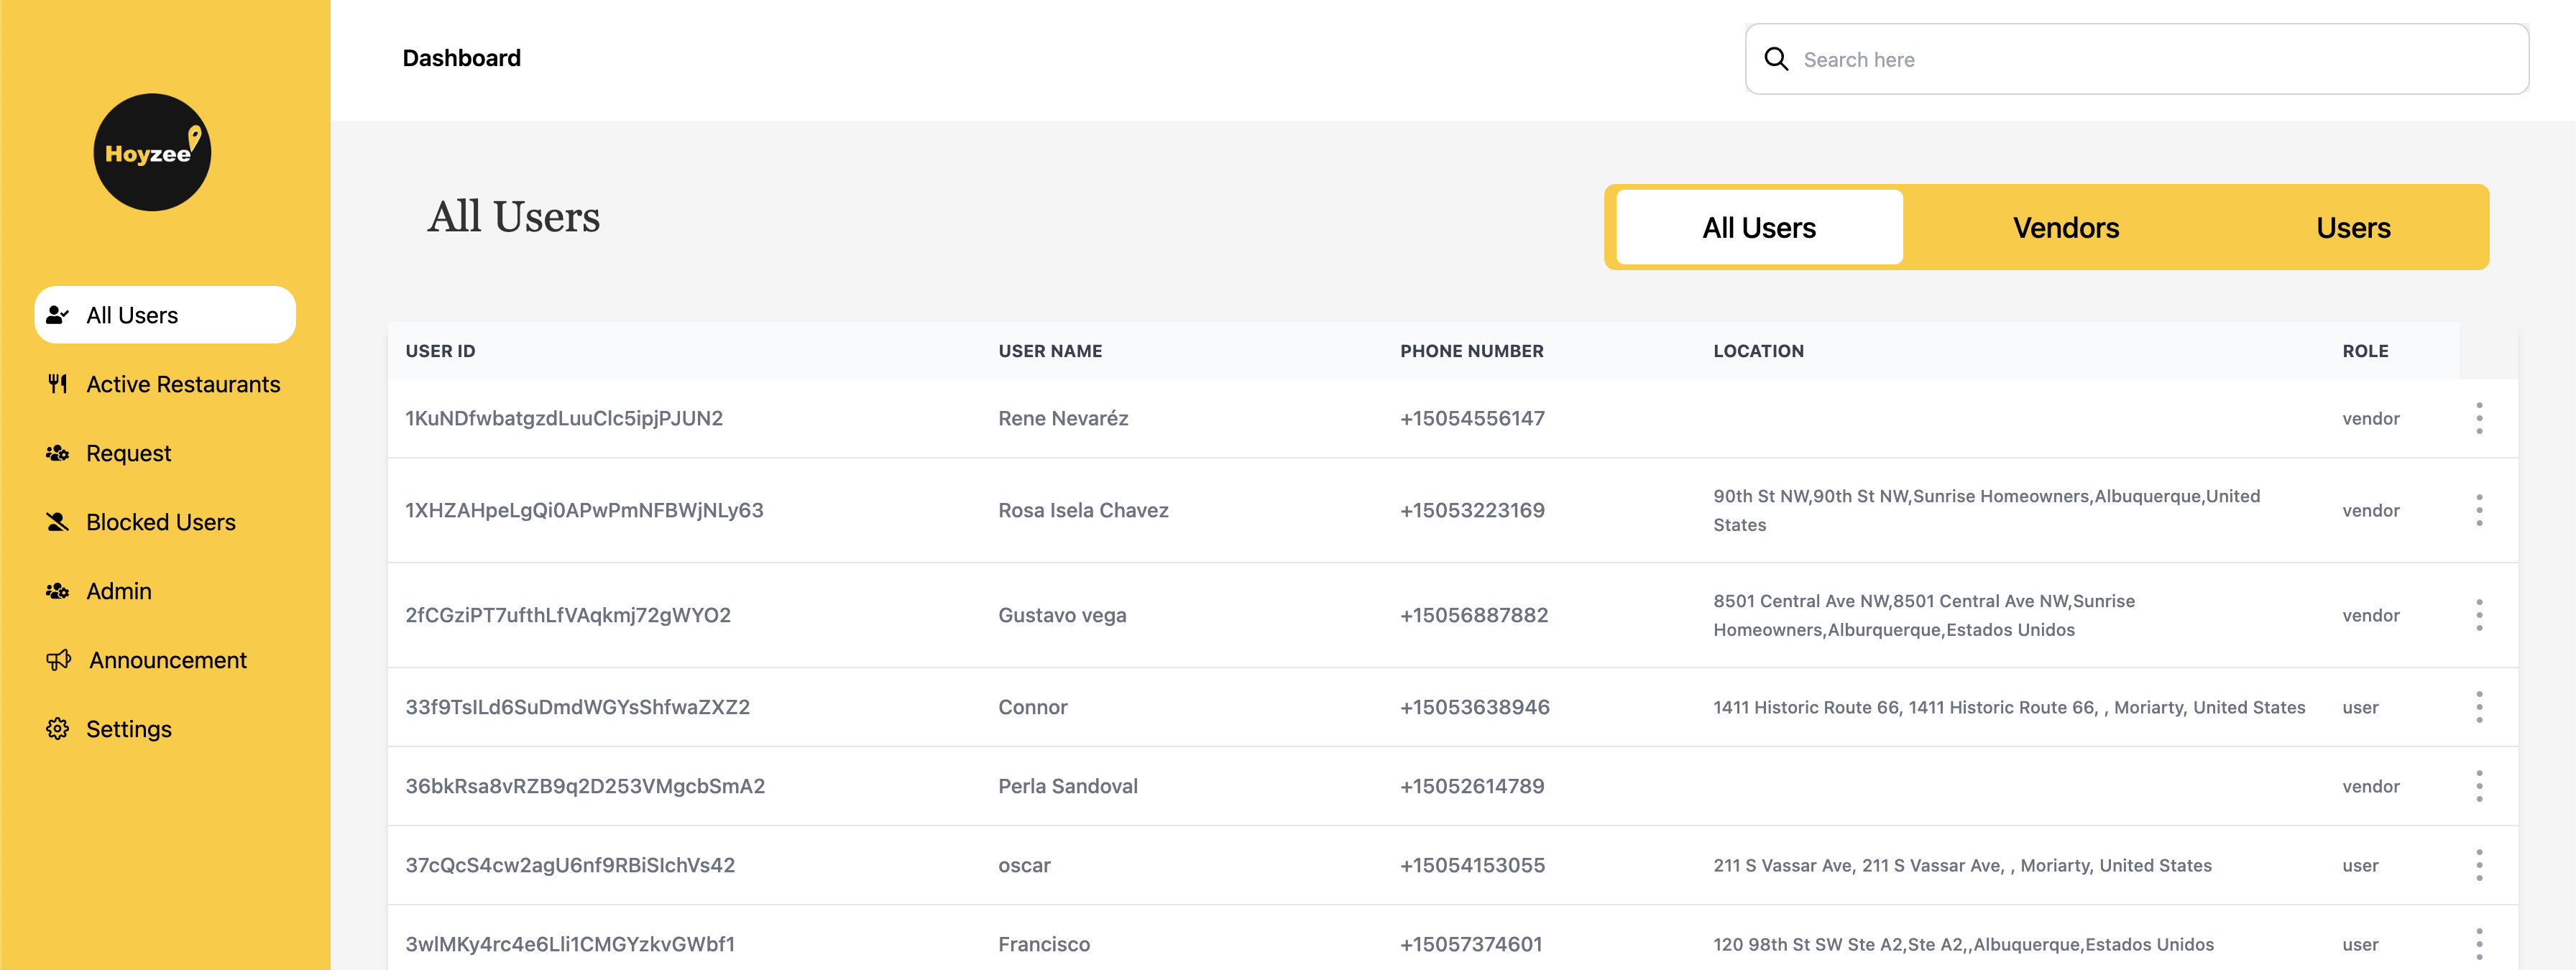 Hoyzee
All Users
Active Restaurants
Request
Blocked Users
Admin
Announcement
Settings
Dashboard
Search here
All Users
All Users Vendors Users
USER ID USER NAME PHONE NUMBER LOCATION ROLE
1KuNDfwbatgzdLuuClc5ipjPJUN2 Rene Nevaréz +15054556147 vendor
1XHZAHpeLgQi0APwPmNFBWjNLy63 Rosa Isela Chavez +15053223169 90th St NW,90th St NW,Sunrise Homeowners,Albuquerque,United
States vendor
2fCGziPT7ufthLfVAqkmj72gWYO2 Gustavo vega +15056887882 8501 Central Ave NW,8501 Central Ave NW,Sunrise
Homeowners,Alburquerque,Estados Unidos vendor
33f9TsILd6SuDmdWGYsShfwaZXZ2 Connor +15053638946 1411 Historic Route 66, 1411 Historic Route 66, , Moriarty, United States user
36bkRsa8vRZB9q2D253VMgcbSmA2 Perla Sandoval +15052614789 vendor
37cQcS4cw2agU6nf9RBiSIchVs42 oscar +15054153055 211 S Vassar Ave, 211 S Vassar Ave, , Moriarty, United States user
3wlMKy4rc4e6Lli1CMGYzkvGWbf1 Francisco +15057374601 120 98th St SW Ste A2,Ste A2,,Albuquerque,Estados Unidos user